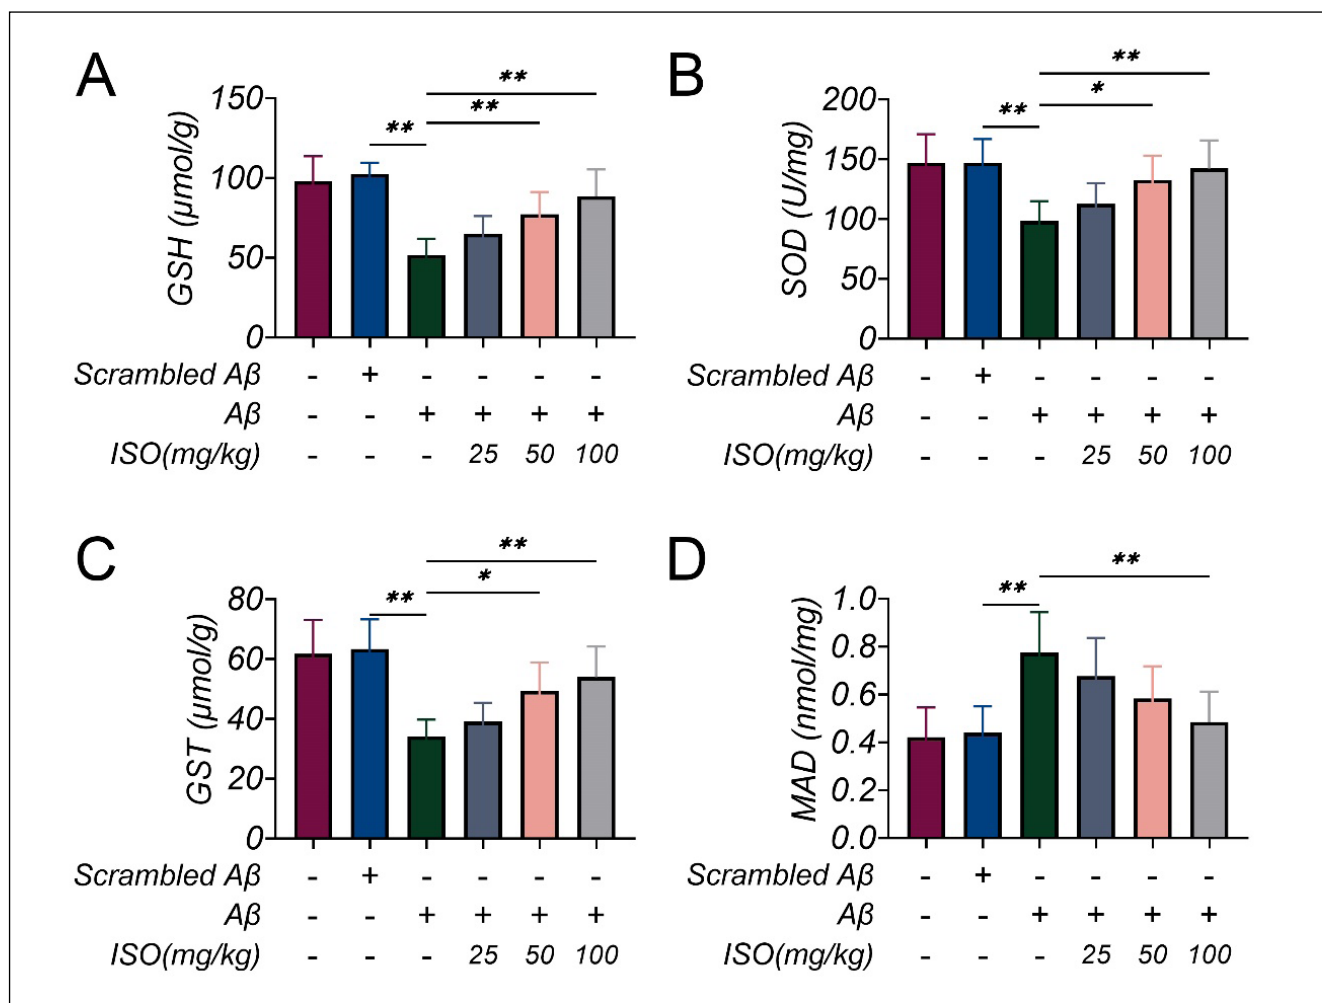 A
GSH (μmol/g)
150
100
50
0
**
**
**
Scrambled Aβ - + - - - -
Aβ - - + + + +
ISO(mg/kg) - - - 25 50 100
B
SOD (U/mg)
200
150
100
50
0
**
*
**
Scrambled Aβ - + - - - -
Aβ - - + + + +
ISO(mg/kg) - - - 25 50 100
C
GST (μmol/g)
80
60
40
20
0
**
*
**
Scrambled Aβ - + - - - -
Aβ - - + + + +
ISO(mg/kg) - - - 25 50 100
D
MAD (nmol/mg)
1.0
0.8
0.6
0.4
0.2
0.0
**
**
Scrambled Aβ - + - - - -
Aβ - - + + + +
ISO(mg/kg) - - - 25 50 100